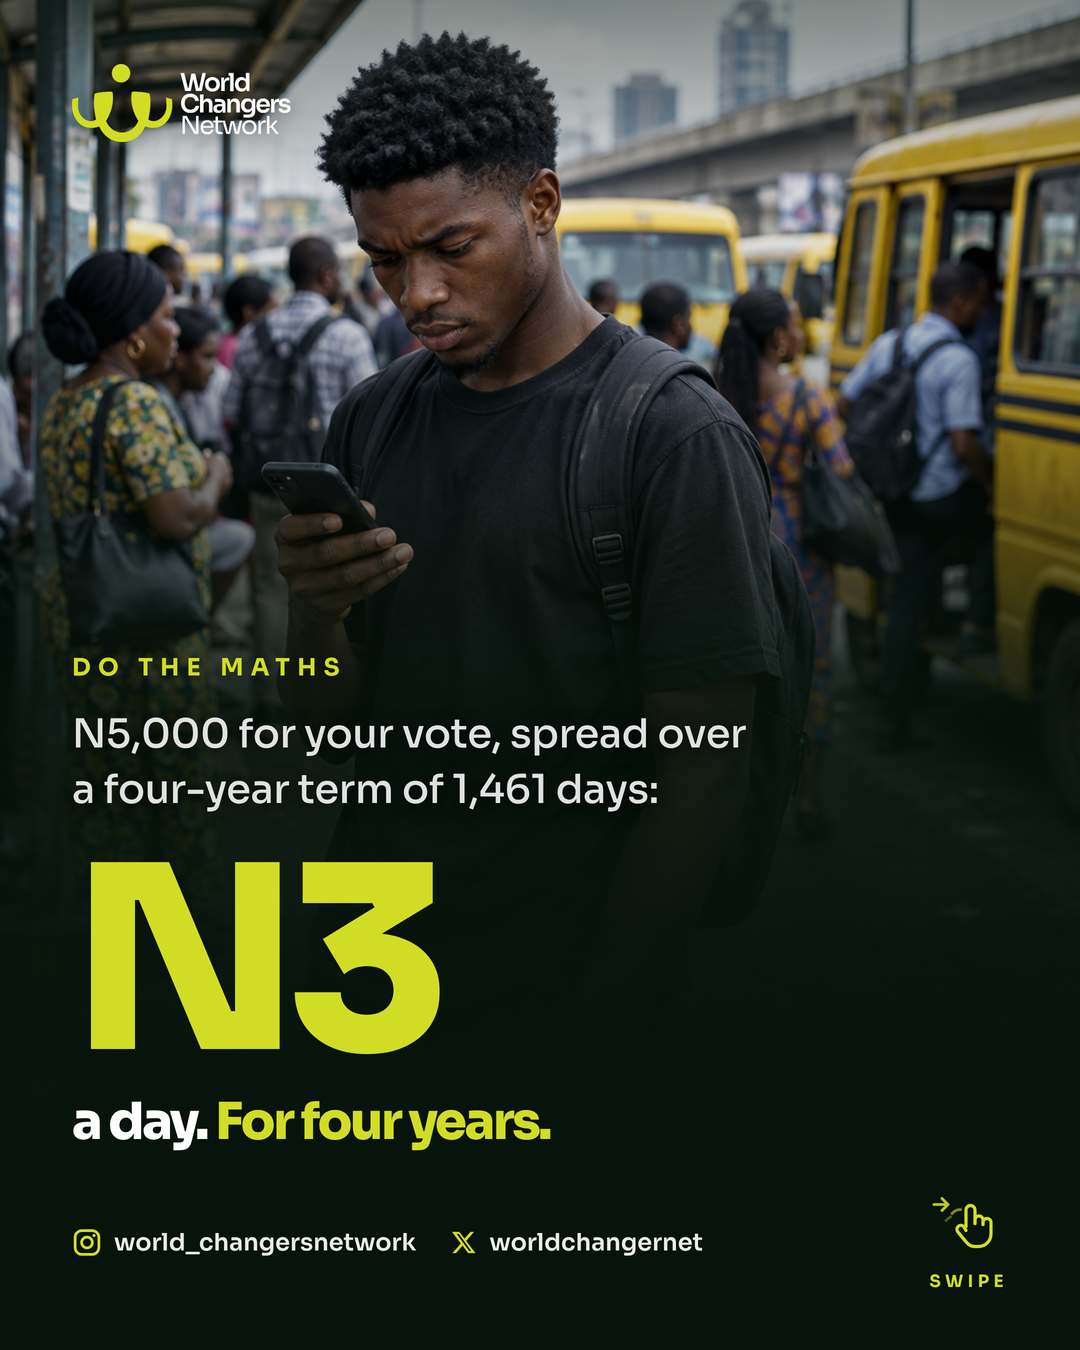 World
Changers
Network
DO THE MATHS
N5,000 for your vote, spread over
a four-year term of 1,461 days:
N3
a day. For four years.
world_changersnetwork
worldchangernet
SWIPE